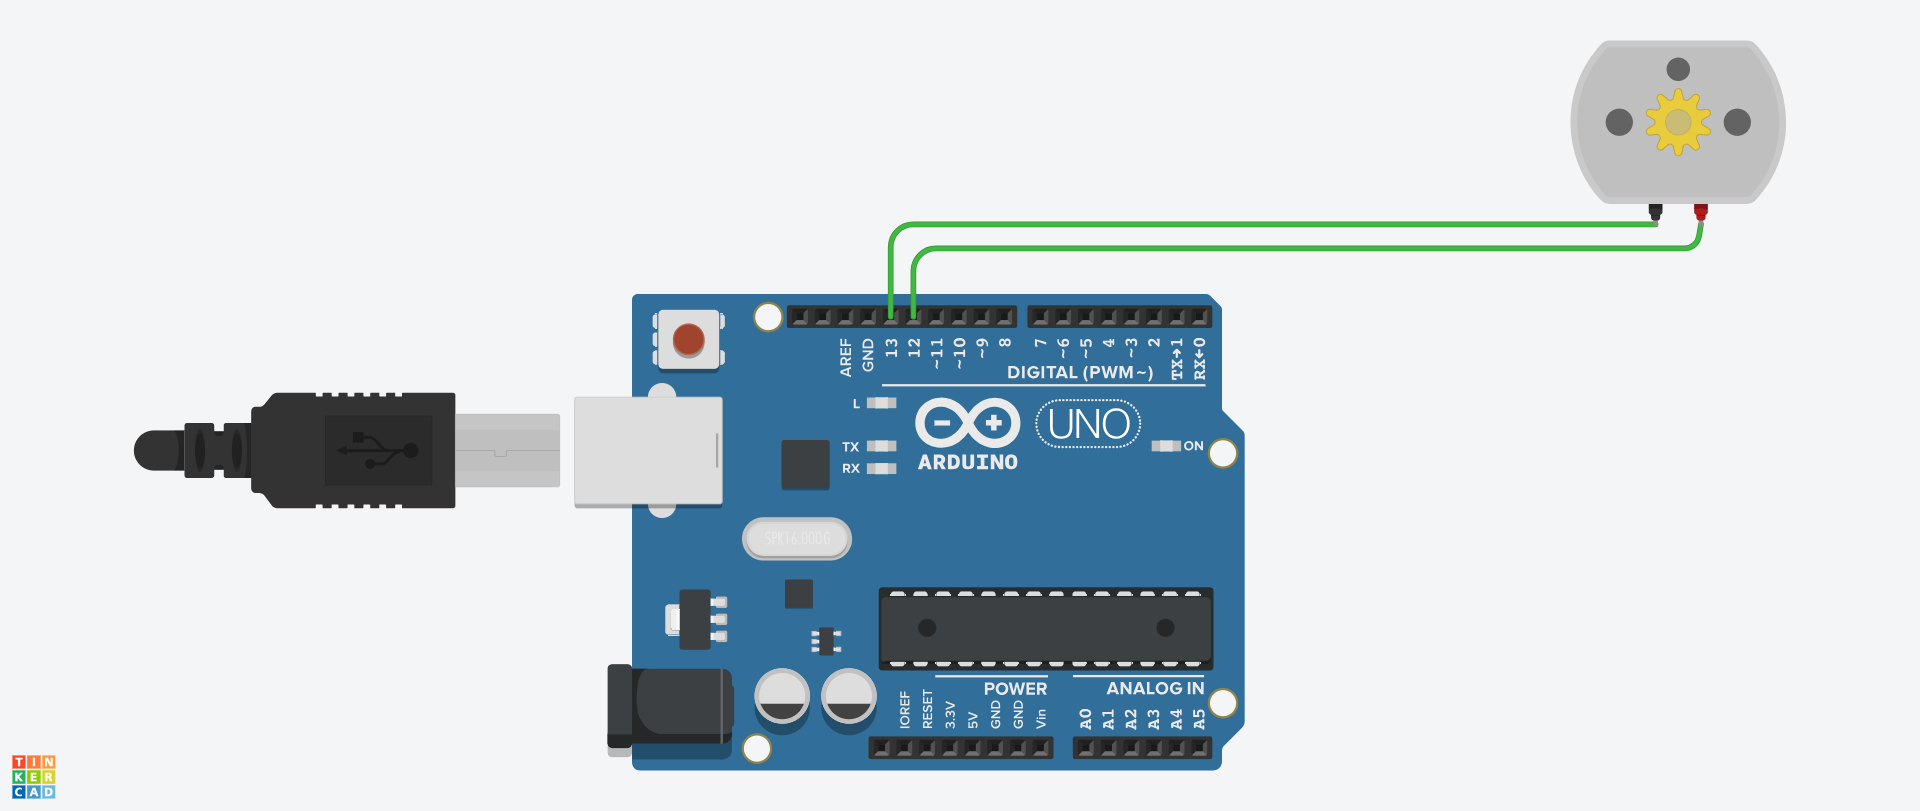 AREF
GND
13
12
~11
~10
~9
8
7
~6
~5
4
~3
2
TX→1
RX←0
DIGITAL (PWM~)
L
TX
RX
ARDUINO
UNO
ON
SPK16.000G
POWER
ANALOG IN
IOREF
RESET
3.3V
5V
GND
GND
Vin
A0
A1
A2
A3
A4
A5
TIN
KER
CAD